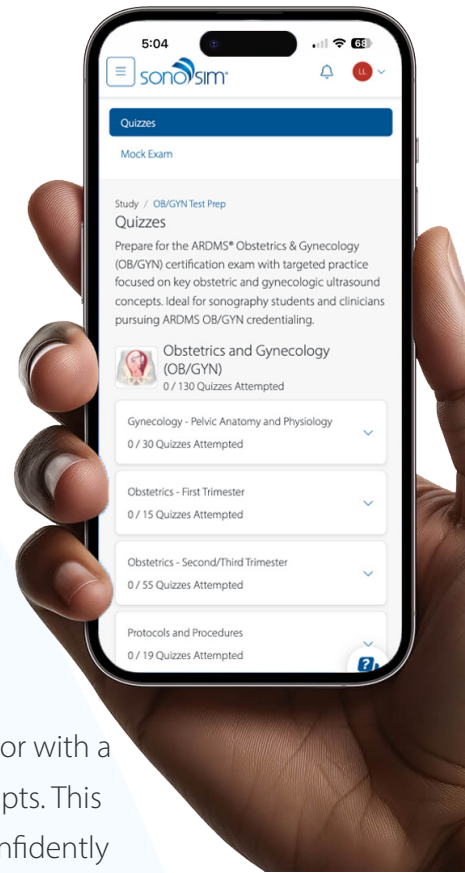 5:04
68
sonosim
LL
Quizzes
Mock Exam
Study / OB/GYN Test Prep
Quizzes
Prepare for the ARDMS® Obstetrics & Gynecology
(OB/GYN) certification exam with targeted practice
focused on key obstetric and gynecologic ultrasound
concepts. Ideal for sonography students and clinicians
pursuing ARDMS OB/GYN credentialing.
Obstetrics and Gynecology
(OB/GYN)
0 / 130 Quizzes Attempted
Gynecology - Pelvic Anatomy and Physiology
0 / 30 Quizzes Attempted
Obstetrics - First Trimester
0 / 15 Quizzes Attempted
Obstetrics - Second/Third Trimester
0 / 55 Quizzes Attempted
Protocols and Procedures
0 / 19 Quizzes Attempted
?
or with a
pts. This
nfidently